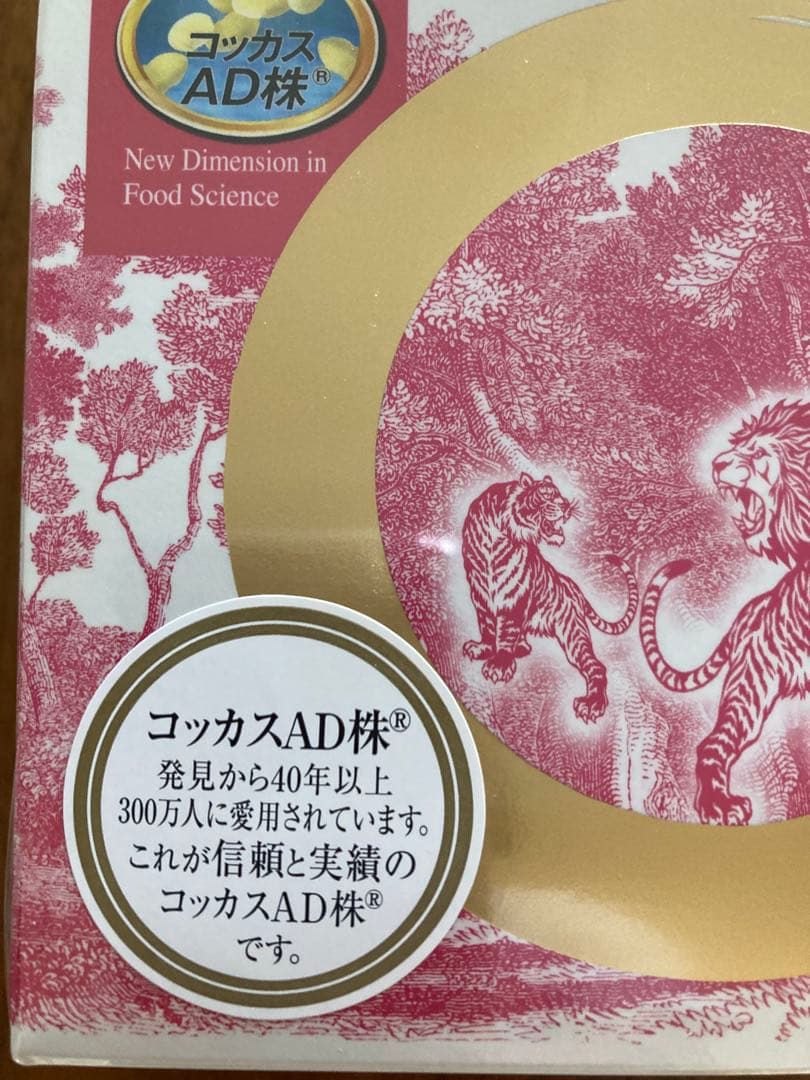 コッカス
AD株®
New Dimension in
Food Science
コッカスAD株®
発見から40年以上
300万人に愛用されています。
これが信頼と実績の
コッカスAD株®
です。